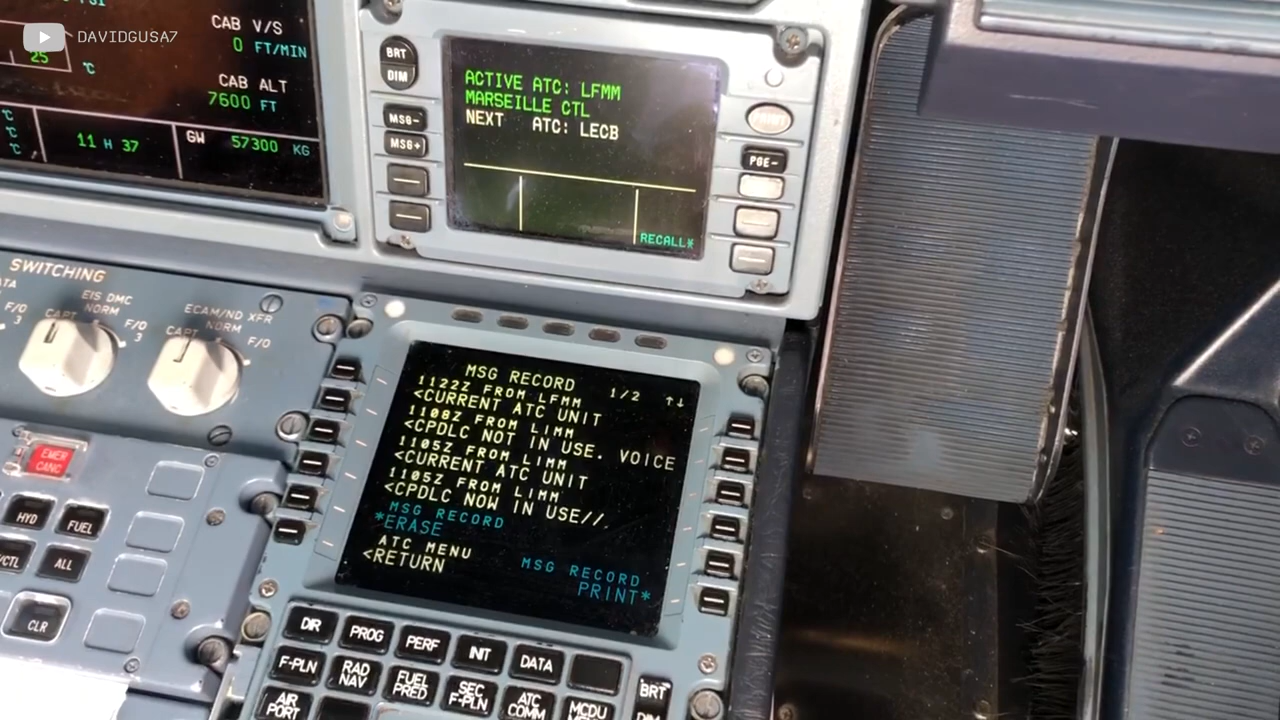 DAVIDGUSA7
CAB V/S
0 FT/MIN
25
°C
CAB ALT
7600 FT
°C
°C
°C
11 H 37
GW 57300 KG
BRT
DIM
MSG-
MSG+
ACTIVE ATC: LFMM
MARSEILLE CTL
NEXT ATC: LECB
RECALL*
PRINT
PGE-
SWITCHING
EIS DMC
ECAM/ND XFR
F/O
3
CAPT NORM F/O
3
CAPT NORM F/O
MSG RECORD 1/2 ↑↓
1122Z FROM LFMM
<CURRENT ATC UNIT
1108Z FROM LIMM
<CPDLC NOT IN USE. VOICE
1105Z FROM LIMM
<CURRENT ATC UNIT
1105Z FROM LIMM
<CPDLC NOW IN USE//
MSG RECORD
*ERASE
ATC MENU
<RETURN
MSG RECORD
PRINT*
EMER
CANC
HYD
FUEL
ALL
CLR
DIR
PROG
PERF
INIT
DATA
F-PLN
RAD
NAV
FUEL
PRED
SEC
F-PLN
ATC
COMM
MCDU
BRT
DIM
AIR
PORT